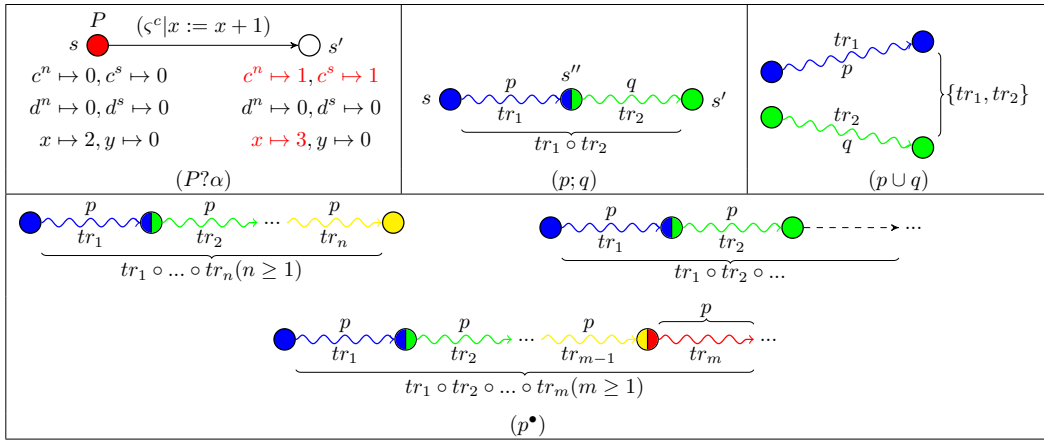 P
(ς^c|x := x + 1)
s s′
c^n ↦ 0, c^s ↦ 0 c^n ↦ 1, c^s ↦ 1
d^n ↦ 0, d^s ↦ 0 d^n ↦ 0, d^s ↦ 0
x ↦ 2, y ↦ 0 x ↦ 3, y ↦ 0
(P?α)
p s″ q
s s′
tr_1 tr_2
tr_1 ∘ tr_2
(p; q)
tr_1
p
{tr_1, tr_2}
tr_2
q
(p ∪ q)
p p p
...
tr_1 tr_2 tr_n
tr_1 ∘ ... ∘ tr_n(n ≥ 1)
p p
...
tr_1 tr_2
tr_1 ∘ tr_2 ∘ ...
p p p p
... ...
tr_1 tr_2 tr_{m−1} tr_m
tr_1 ∘ tr_2 ∘ ... ∘ tr_m(m ≥ 1)
(p^•)